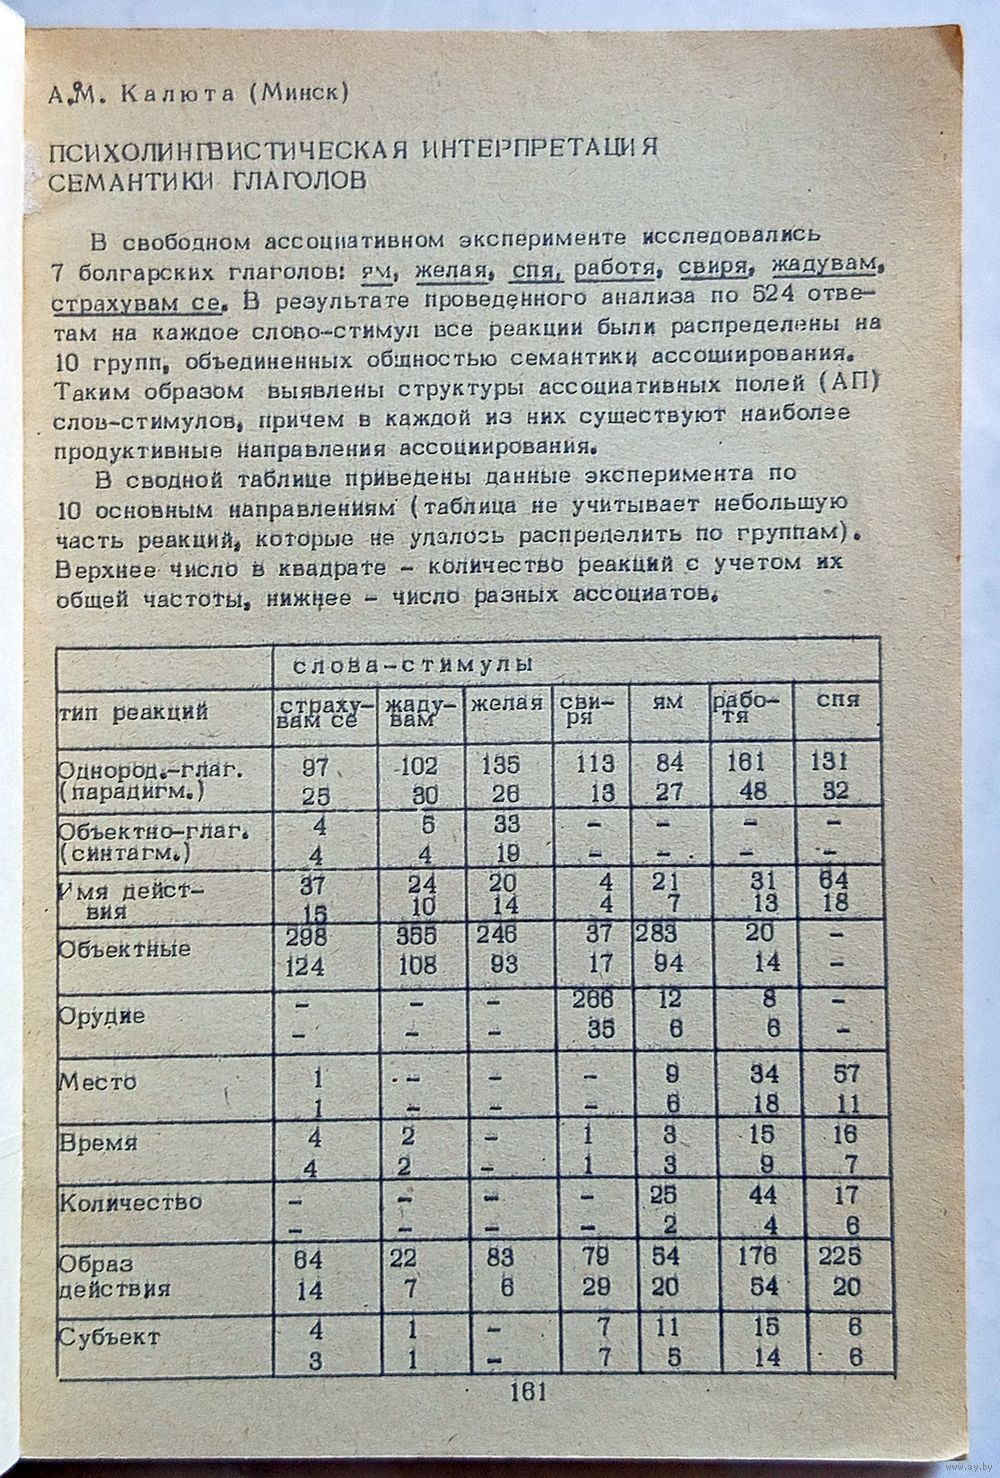 А.М. Калюта (Минск)
ПСИХОЛИНГВИСТИЧЕСКАЯ ИНТЕРПРЕТАЦИЯ
СЕМАНТИКИ ГЛАГОЛОВ
В свободном ассоциативном эксперименте исследовались
7 болгарских глаголов: ям, желая, спя, работя, свиря, жадувам,
страхувам се. В результате проведенного анализа по 524 отве-
там на каждое слово-стимул все реакции были распределены на
10 групп, объединенных общностью семантики ассоциирования.
Таким образом выявлены структуры ассоциативных полей (АП)
слов-стимулов, причем в каждой из них существуют наиболее
продуктивные направления ассоциирования.
В сводной таблице приведены данные эксперимента по
10 основным направлениям (таблица не учитывает небольшую
часть реакций, которые не удалось распределить по группам).
Верхнее число в квадрате - количество реакций с учетом их
общей частоты, нижнее - число разных ассоциатов.
слова-стимулы
тип реакций страху- жаду- желая сви- ям рабо- спя
вам се вам ря тя
Однород.-глаг. 97 102 135 113 84 161 131
(парадигм.) 25 30 26 13 27 48 32
Объектно-глаг. 4 5 33 - - - -
(синтагм.) 4 4 19 - - - -
Имя дейст- 37 24 20 4 21 31 64
вия 15 10 14 4 7 13 18
Объектные 298 355 246 37 283 20 -
124 108 93 17 94 14 -
Орудие - - - 266 12 8 -
- - - 35 6 6 -
Место 1 - - - 9 34 57
1 - - - 6 18 11
Время 4 2 - 1 3 15 16
4 2 - 1 3 9 7
Количество - - - - 25 44 17
- - - - 2 4 6
Образ 64 22 83 79 54 176 225
действия 14 7 6 29 20 54 20
Субъект 4 1 - 7 11 15 6
3 1 - 7 5 14 6
161
www.ay.by